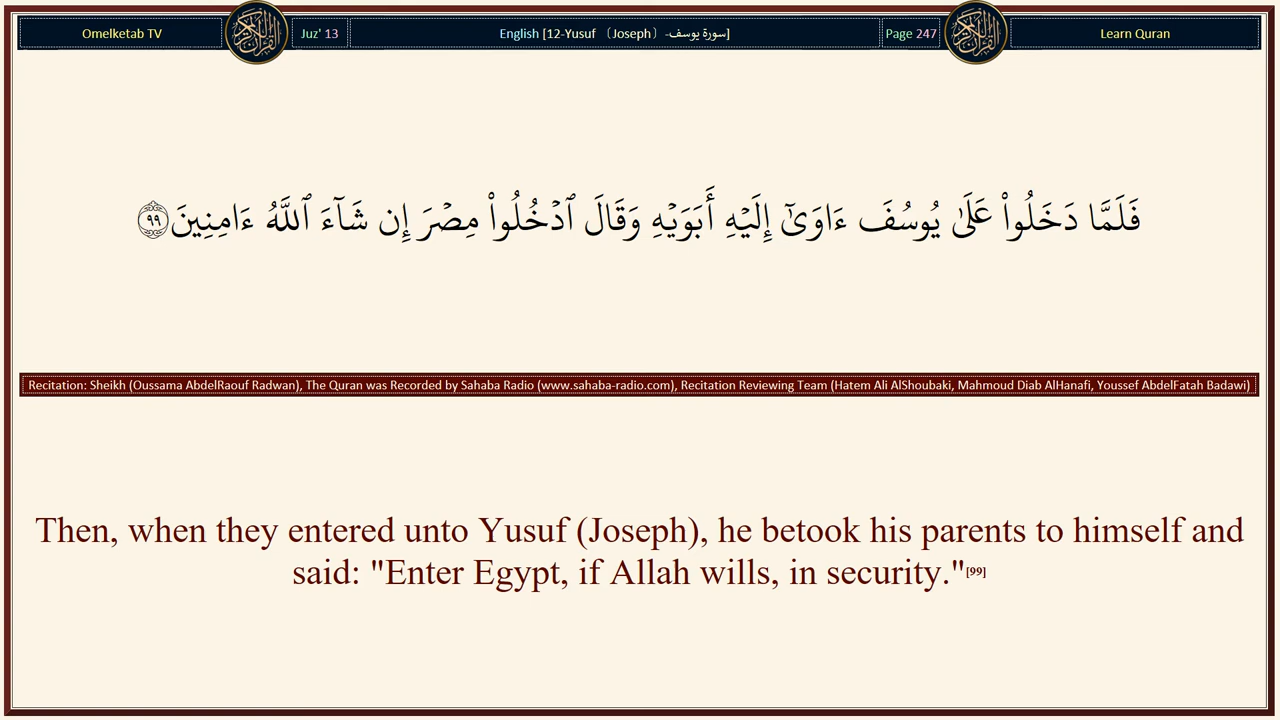 Omelketab TV
Juz' 13
English [12-Yusuf （Joseph）-سورة يوسف]
Page 247
Learn Quran
فَلَمَّا دَخَلُوا۟ عَلَىٰ يُوسُفَ ءَاوَىٰٓ إِلَيْهِ أَبَوَيْهِ وَقَالَ ٱدْخُلُوا۟ مِصْرَ إِن شَآءَ ٱللَّهُ ءَامِنِينَ ٩٩
Recitation: Sheikh (Oussama AbdelRaouf Radwan), The Quran was Recorded by Sahaba Radio (www.sahaba-radio.com), Recitation Reviewing Team (Hatem Ali AlShoubaki, Mahmoud Diab AlHanafi, Youssef AbdelFatah Badawi)
Then, when they entered unto Yusuf (Joseph), he betook his parents to himself and
said: "Enter Egypt, if Allah wills, in security."[99]